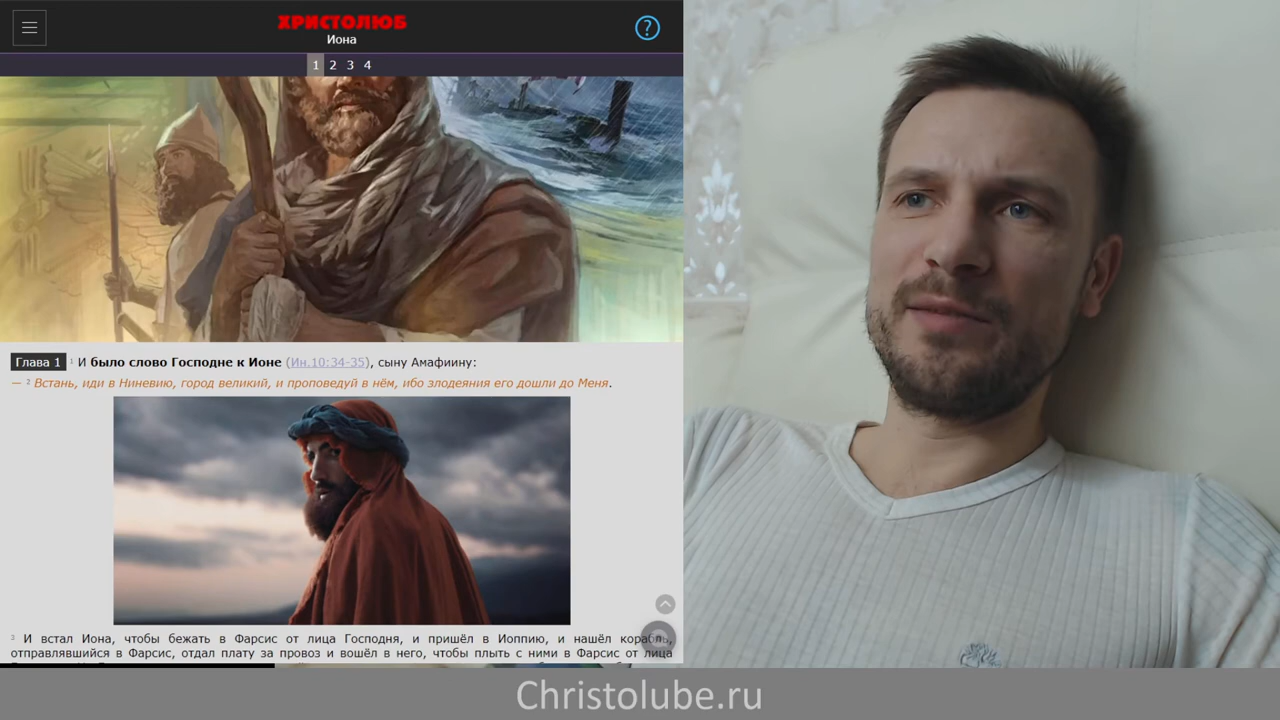 ХРИСТОЛЮБ
Иона
1 2 3 4
Глава 1 ¹ И было слово Господне к Ионе (Ин.10:34-35), сыну Амафиину:
— ² Встань, иди в Ниневию, город великий, и проповедуй в нём, ибо злодеяния его дошли до Меня.
³ И встал Иона, чтобы бежать в Фарсис от лица Господня, и пришёл в Иоппию, и нашёл корабль,
отправлявшийся в Фарсис, отдал плату за провоз и вошёл в него, чтобы плыть с ними в Фарсис от лица
Christolube.ru